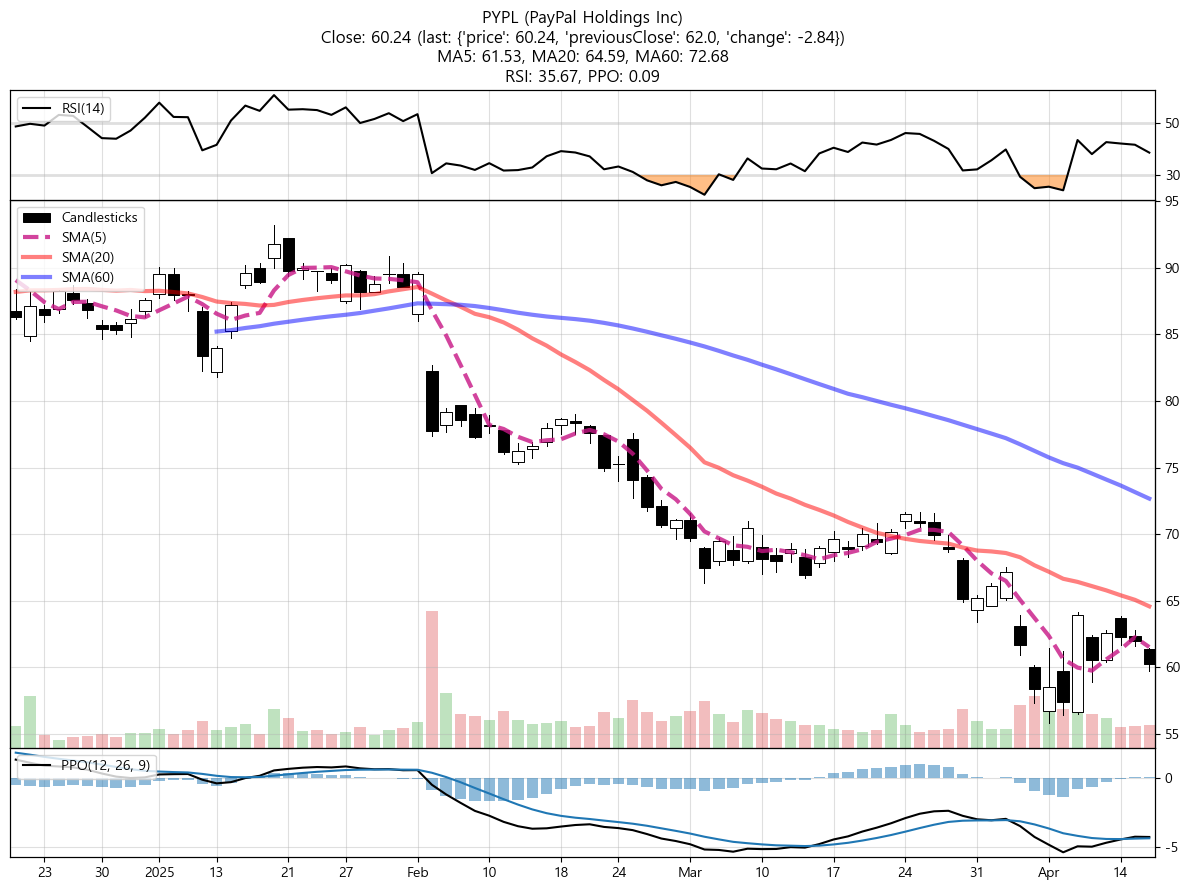 PYPL (PayPal Holdings Inc)
Close: 60.24 (last: {'price': 60.24, 'previousClose': 62.0, 'change': -2.84})
MA5: 61.53, MA20: 64.59, MA60: 72.68
RSI: 35.67, PPO: 0.09
RSI(14)
50
30
95
Candlesticks
SMA(5)
SMA(20)
SMA(60)
90
85
80
75
70
65
60
55
PPO(12, 26, 9)
0
-5
23 30 2025 13 21 27 Feb 10 18 24 Mar 10 17 24 31 Apr 14